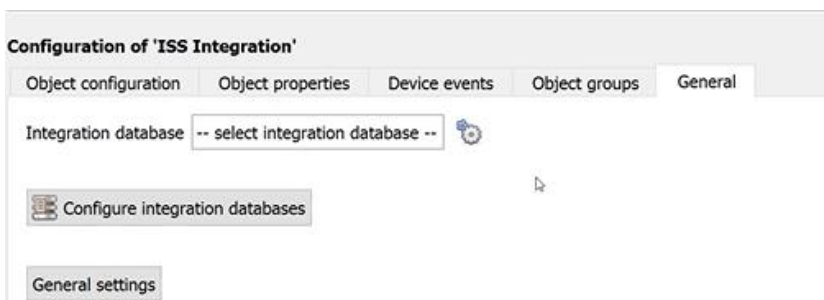 Configuration of 'ISS Integration'
Object configuration Object properties Device events Object groups General
Integration database -- select integration database --
Configure integration databases
General settings